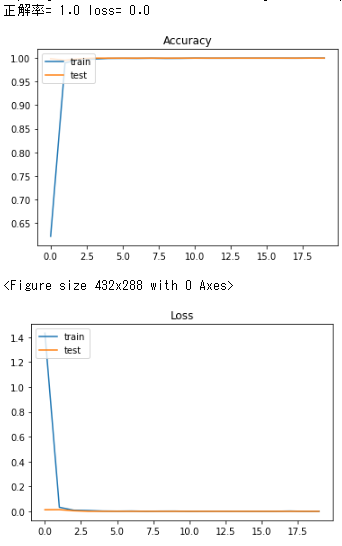 正解率= 1.0 loss= 0.0
Accuracy
1.00
0.95
0.90
0.85
0.80
0.75
0.70
0.65
train
test
0.0 2.5 5.0 7.5 10.0 12.5 15.0 17.5
<Figure size 432x288 with 0 Axes>
Loss
1.4
1.2
1.0
0.8
0.6
0.4
0.2
0.0
train
test
0.0 2.5 5.0 7.5 10.0 12.5 15.0 17.5